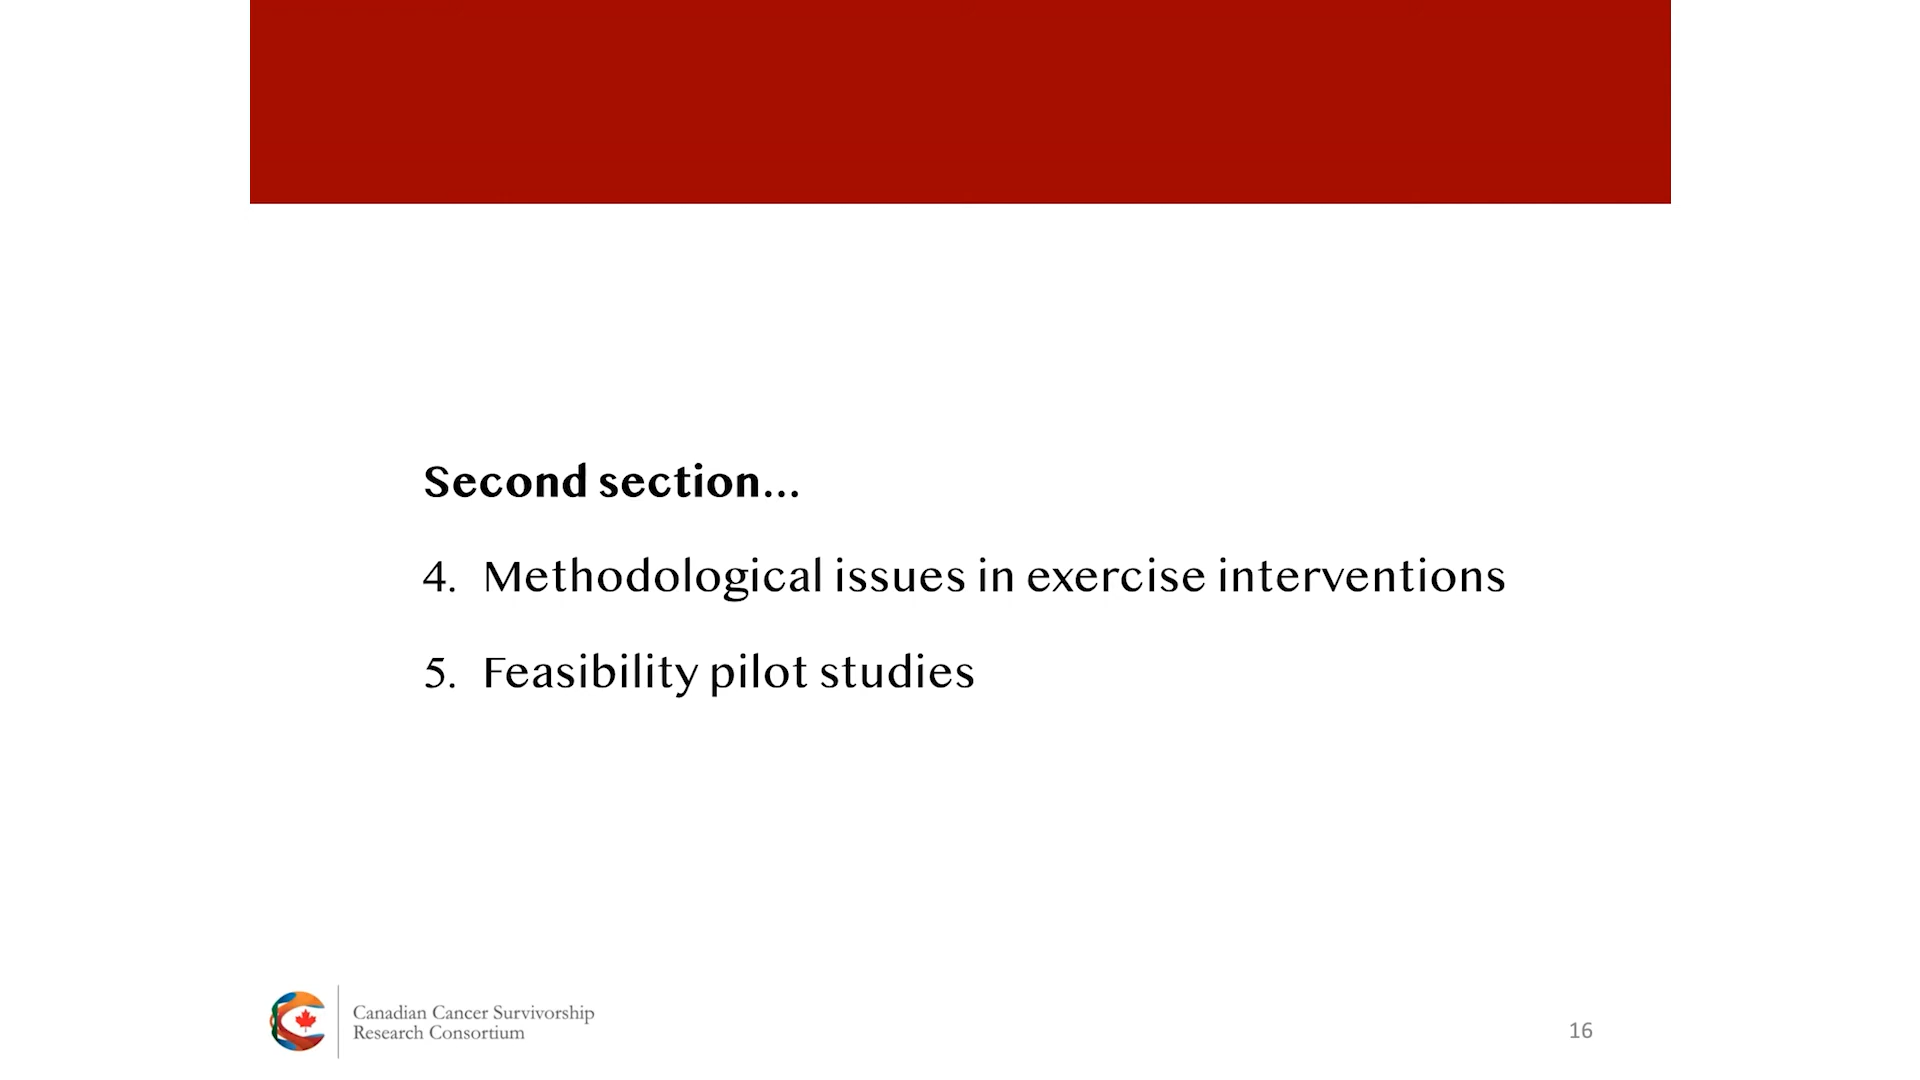 Second section...
4. Methodological issues in exercise interventions
5. Feasibility pilot studies
Canadian Cancer Survivorship
Research Consortium
16